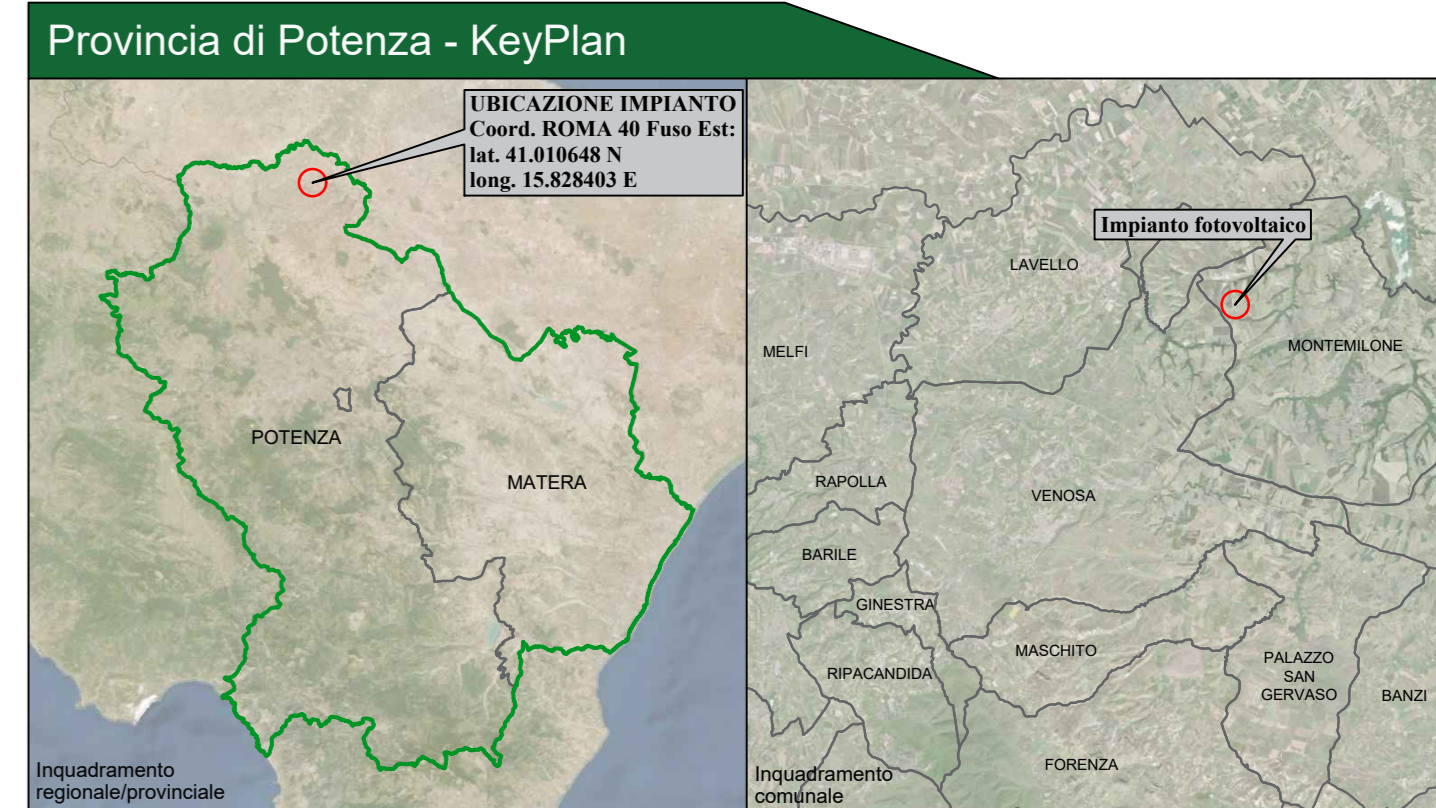 Provincia di Potenza - KeyPlan
UBICAZIONE IMPIANTO
Coord. ROMA 40 Fuso Est:
lat. 41.010648 N
long. 15.828403 E
POTENZA
MATERA
Inquadramento
regionale/provinciale
Impianto fotovoltaico
LAVELLO
MELFI
MONTEMILONE
RAPOLLA
VENOSA
BARILE
GINESTRA
MASCHITO
RIPACANDIDA
PALAZZO
SAN
GERVASO
BANZI
FORENZA
Inquadramento
comunale